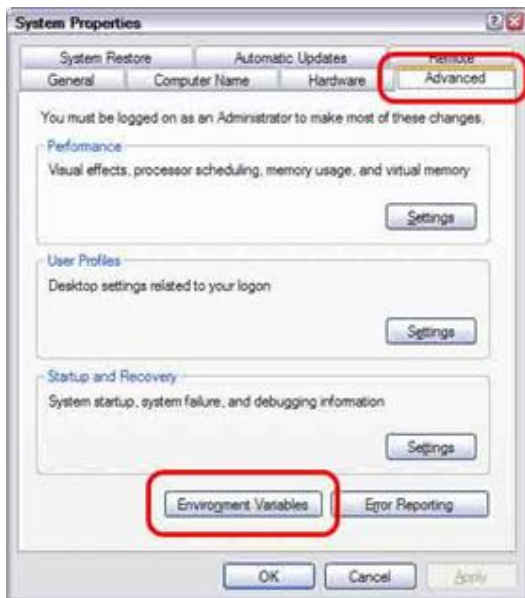 System Properties
System Restore Automatic Updates Remote
General Computer Name Hardware Advanced
You must be logged on as an Administrator to make most of these changes.
Performance
Visual effects, processor scheduling, memory usage, and virtual memory
Settings
User Profiles
Desktop settings related to your logon
Settings
Startup and Recovery
System startup, system failure, and debugging information
Settings
Environment Variables Error Reporting
OK Cancel Apply